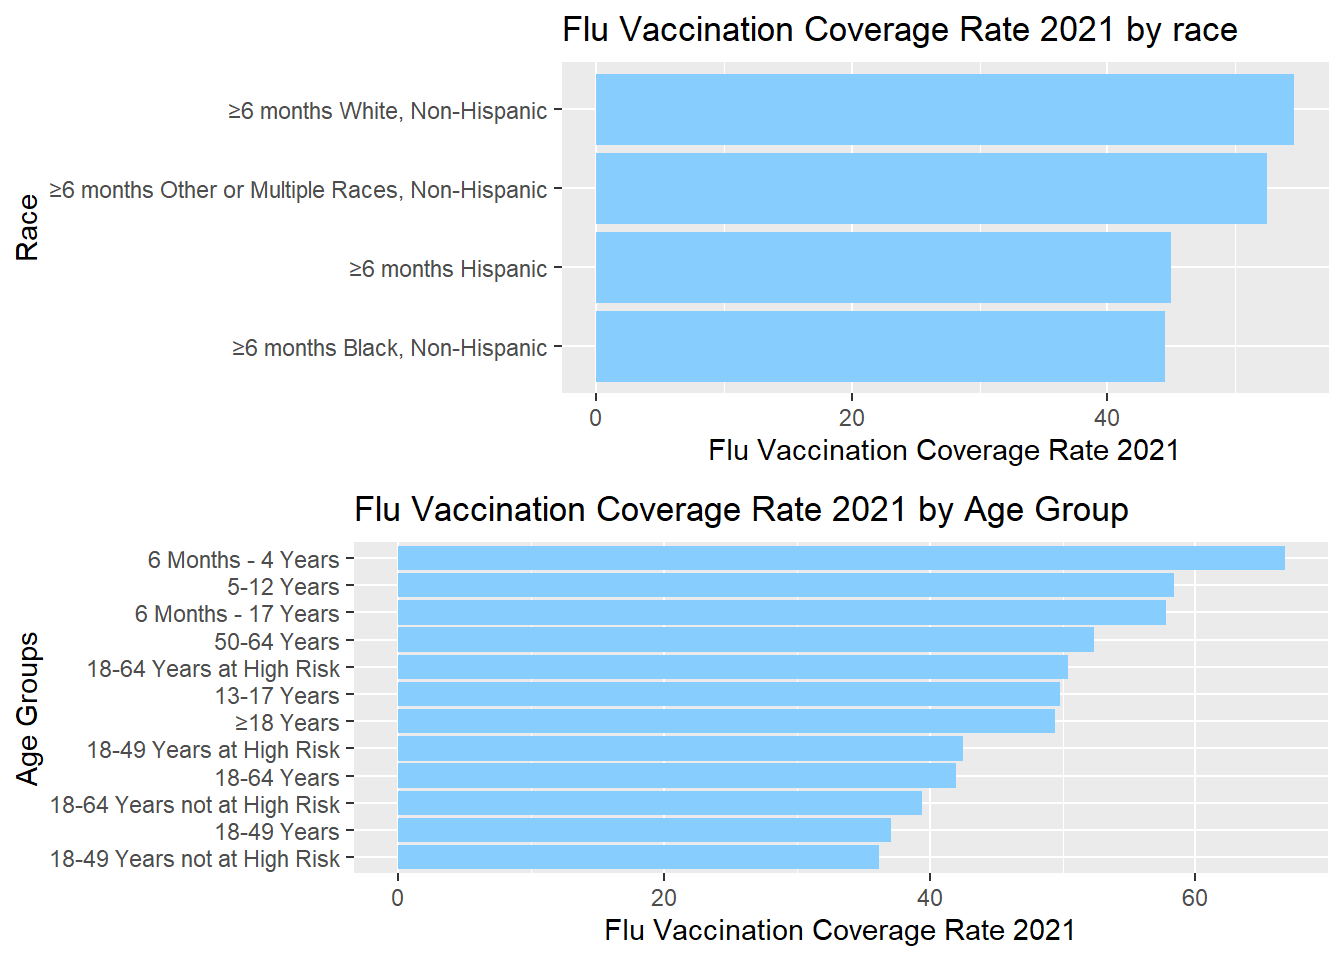 Flu Vaccination Coverage Rate 2021 by race
Race
≥6 months White, Non-Hispanic
≥6 months Other or Multiple Races, Non-Hispanic
≥6 months Hispanic
≥6 months Black, Non-Hispanic
0 20 40
Flu Vaccination Coverage Rate 2021
Flu Vaccination Coverage Rate 2021 by Age Group
Age Groups
6 Months - 4 Years
5-12 Years
6 Months - 17 Years
50-64 Years
18-64 Years at High Risk
13-17 Years
≥18 Years
18-49 Years at High Risk
18-64 Years
18-64 Years not at High Risk
18-49 Years
18-49 Years not at High Risk
0 20 40 60
Flu Vaccination Coverage Rate 2021